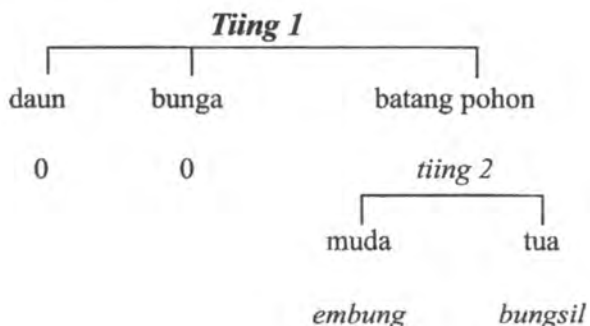 Tiing 1
daun bunga batang pohon
0 0 tiing 2
muda tua
embung bungsil